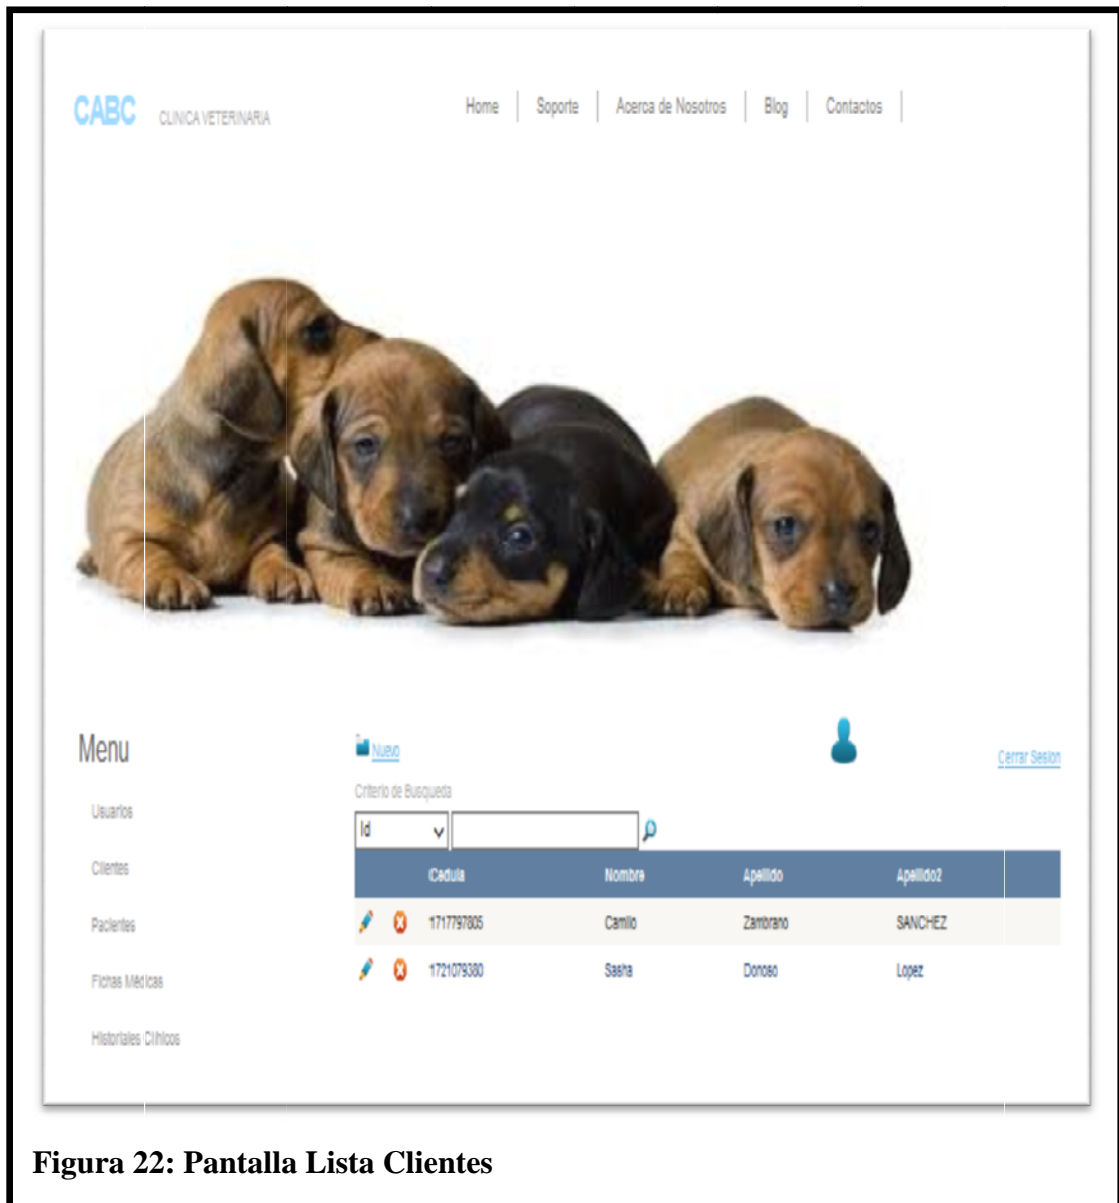 CABC CLINICA VETERINARIA Home Soporte Acerca de Nosotros Blog Contactos
Menu
Usuarios
Clientes
Pacientes
Fichas Médicas
Historiales Clínicos
Nuevo Cerrar Sesion
Criterio de Busqueda
Id
Cedula Nombre Apellido Apellido2
1717797805 Camilo Zambrano SANCHEZ
1721079380 Sasha Donoso Lopez
Figura 22: Pantalla Lista Clientes